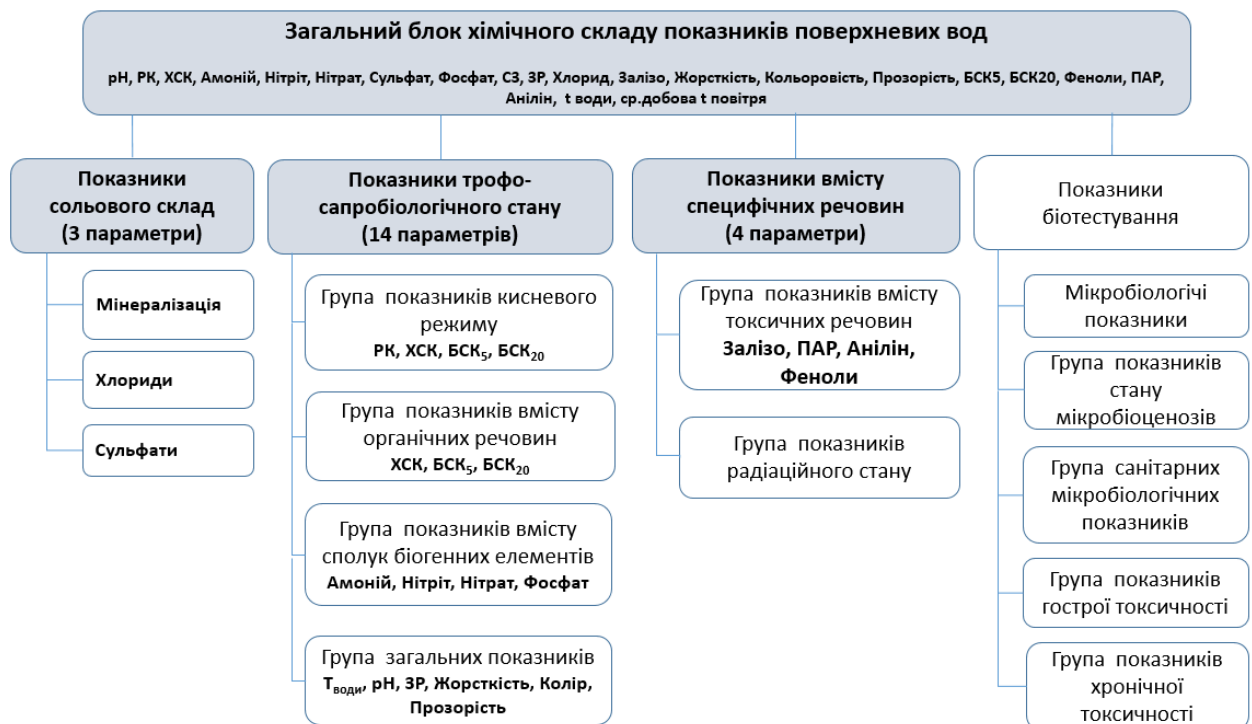 Загальний блок хімічного складу показників поверхневих вод
рН, РК, ХСК, Амоній, Нітріт, Нітрат, Сульфат, Фосфат, СЗ, ЗР, Хлорид, Залізо, Жорсткість, Кольоровість, Прозорість, БСК5, БСК20, Феноли, ПАР,
Анілін, t води, ср.добова t повітря
Показники
сольового склад
(3 параметри)
Мінералізація
Хлориди
Сульфати
Показники трофо-
сапробіологічного стану
(14 параметрів)
Група показників кисневого
режиму
РК, ХСК, БСК₅, БСК₂₀
Група показників вмісту
органічних речовин
ХСК, БСК₅, БСК₂₀
Група показників вмісту
сполук біогенних елементів
Амоній, Нітріт, Нітрат, Фосфат
Група загальних показників
Тводи, рН, ЗР, Жорсткість, Колір,
Прозорість
Показники вмісту
специфічних речовин
(4 параметри)
Група показників вмісту
токсичних речовин
Залізо, ПАР, Анілін,
Феноли
Група показників
радіаційного стану
Показники
біотестування
Мікробіологічі
показники
Група показників
стану
мікробіоценозів
Група санітарних
мікробіологічних
показників
Група показників
гострої токсичності
Група показників
хронічної
токсичності